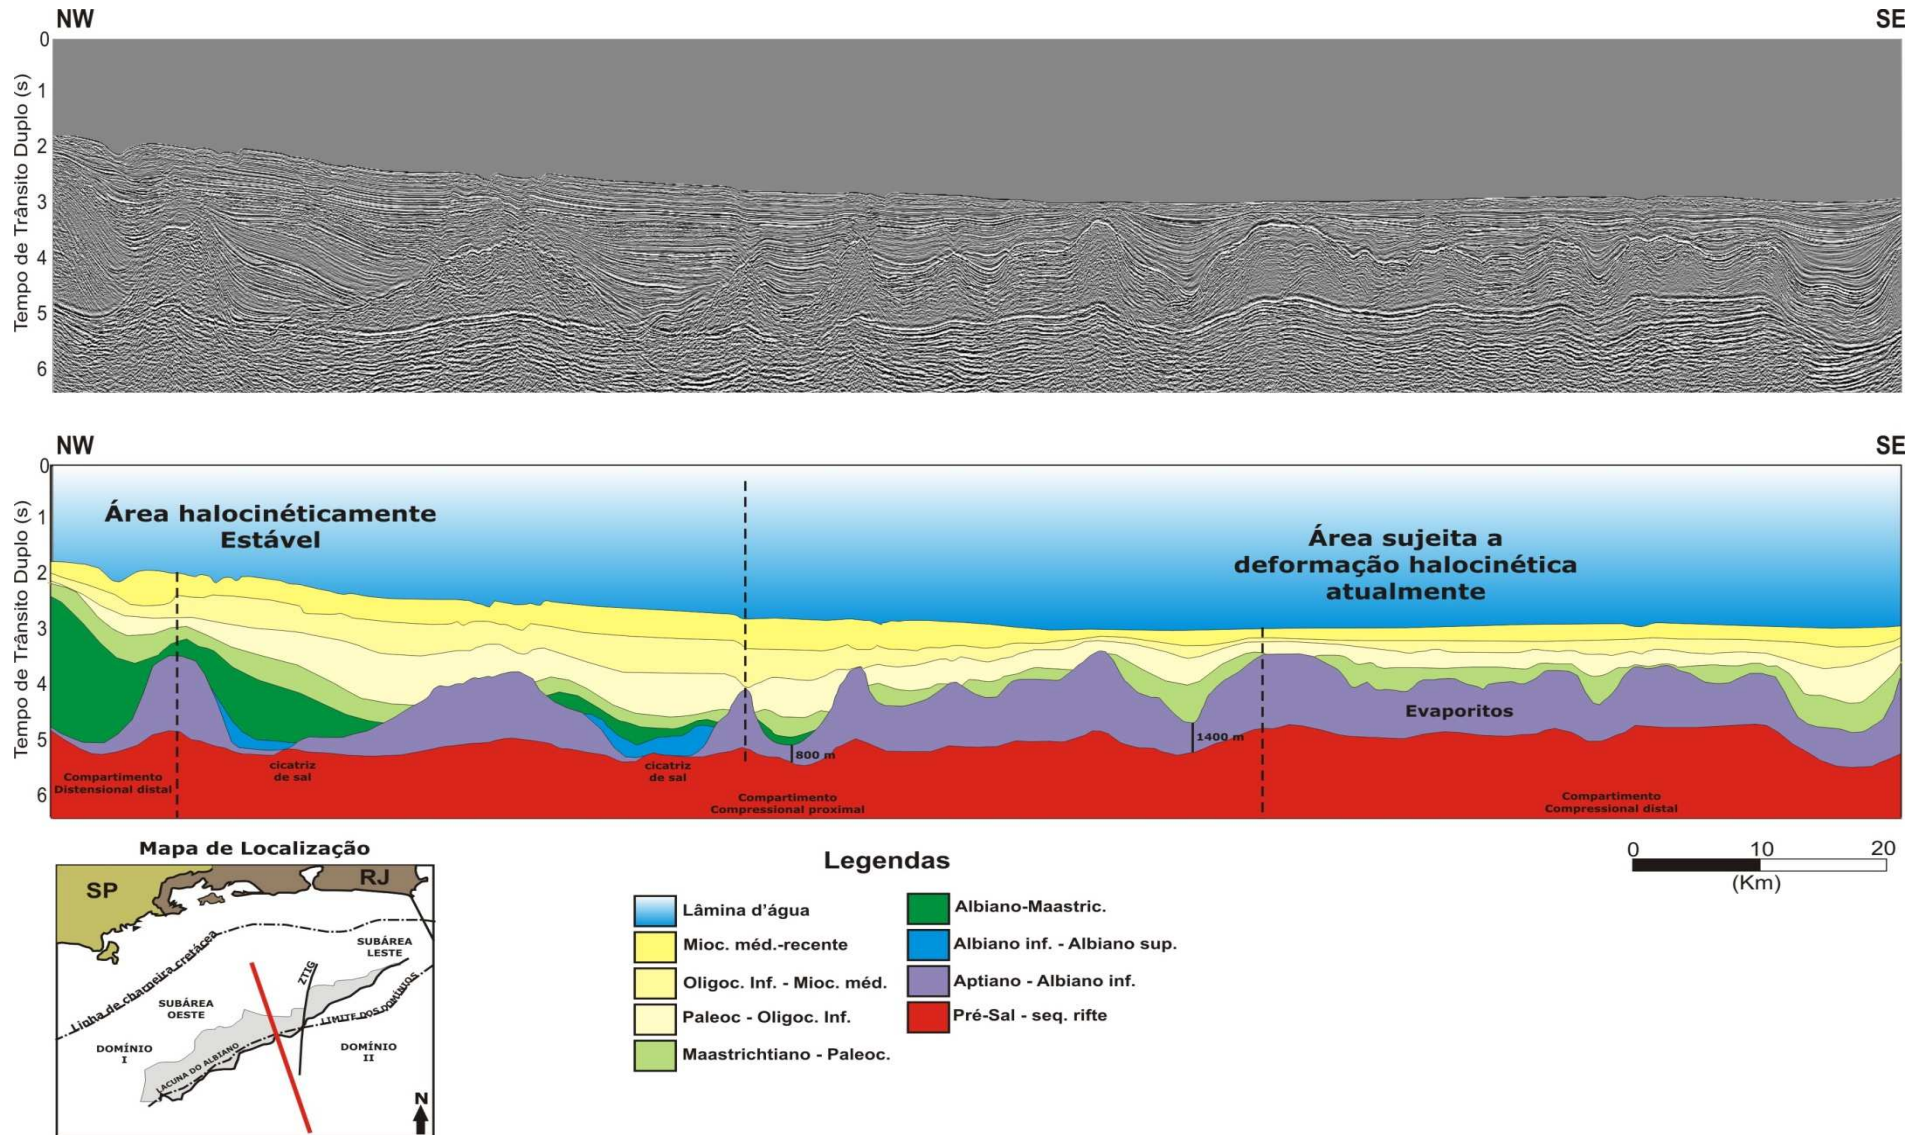 NW
SE
Tempo de Trânsito Duplo (s)
0
1
2
3
4
5
6
NW
SE
Tempo de Trânsito Duplo (s)
0
1
2
3
4
5
6
Área halocinéticamente
Estável
Área sujeita a
deformação halocinética
atualmente
Evaporitos
1400 m
800 m
cicatriz
de sal
cicatriz
de sal
Compartimento
Distensional distal
Compartimento
Compressional proximal
Compartimento
Compressional distal
Mapa de Localização
SP
RJ
Linha de charneira cretácea
SUBÁREA
LESTE
ZTIG
SUBÁREA
OESTE
LIMITE DOS DOMÍNIOS
DOMÍNIO
I
DOMÍNIO
II
LACUNA DO ALBIANO
N
Legendas
Lâmina d'água
Mioc. méd.-recente
Oligoc. Inf. - Mioc. méd.
Paleoc - Oligoc. Inf.
Maastrichtiano - Paleoc.
Albiano-Maastric.
Albiano inf. - Albiano sup.
Aptiano - Albiano inf.
Pré-Sal - seq. rifte
0 10 20
(Km)